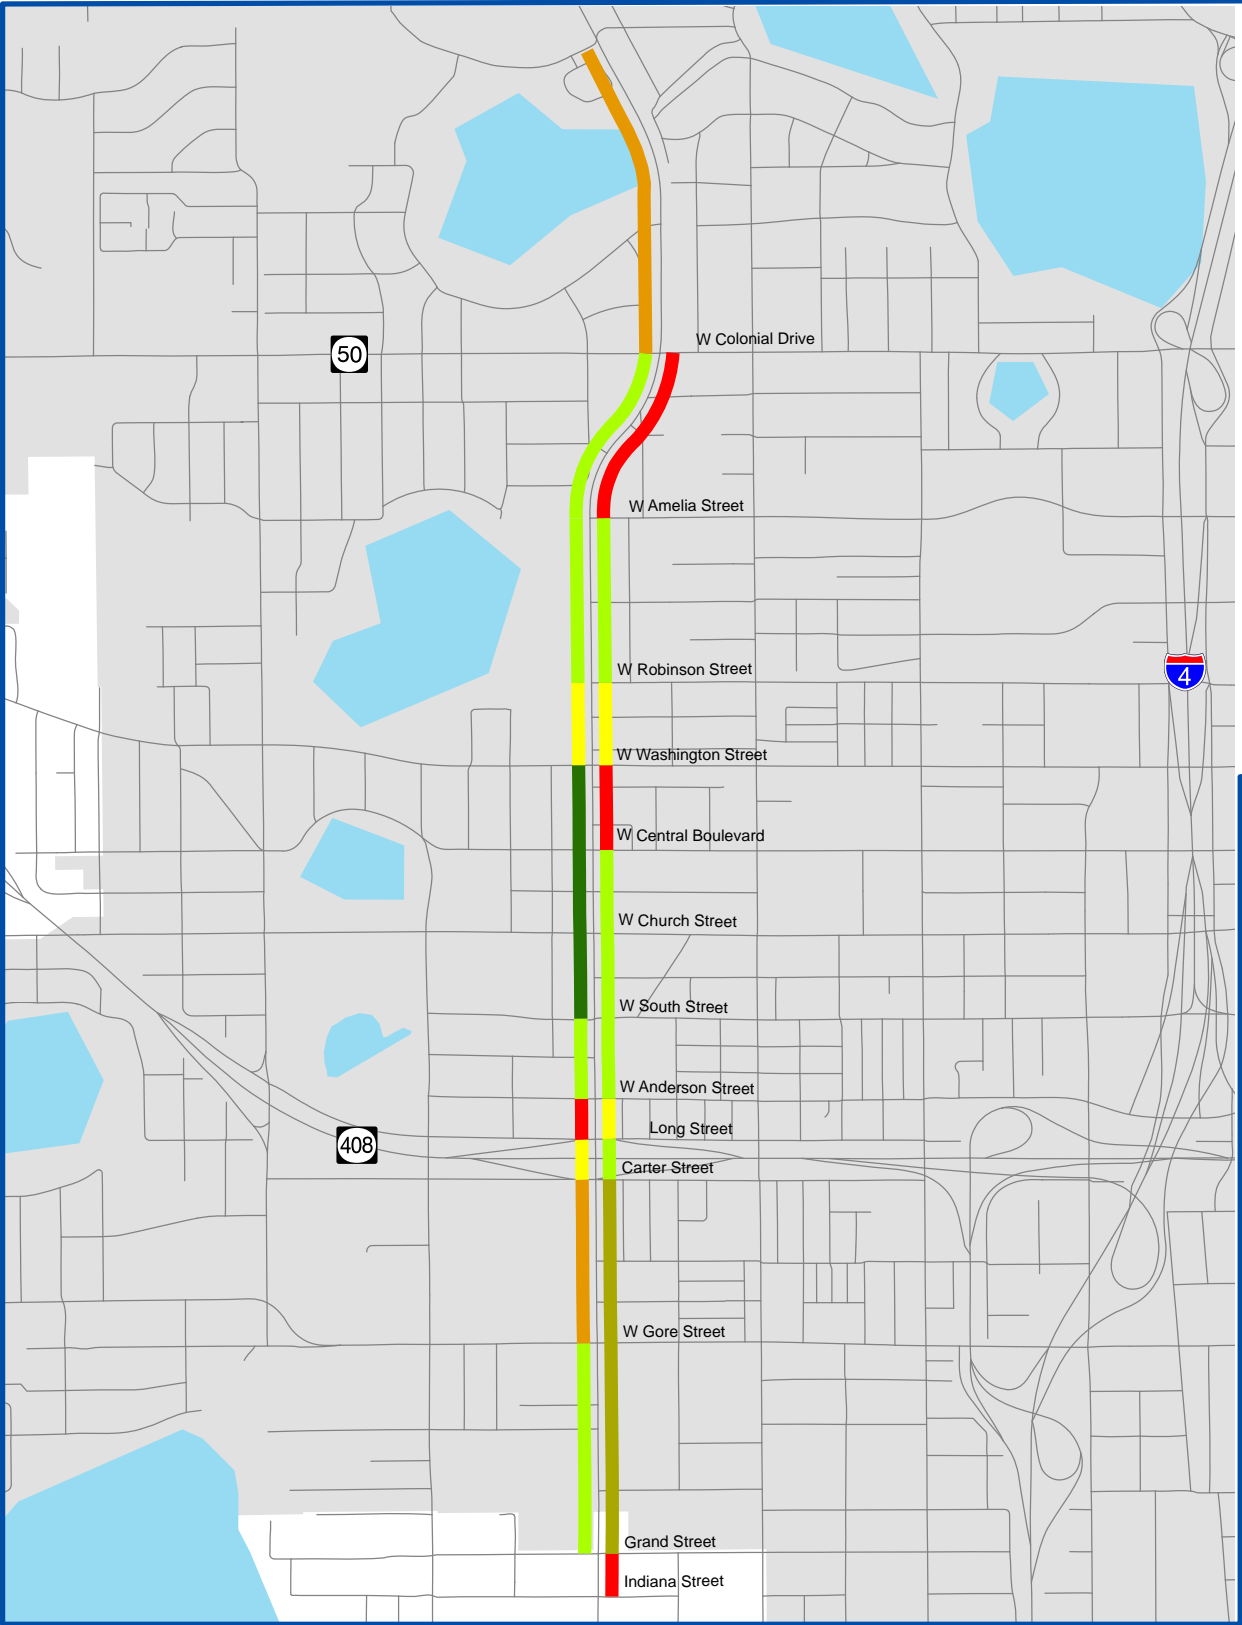 W Colonial Drive
50
W Amelia Street
W Robinson Street
4
W Washington Street
W Central Boulevard
W Church Street
W South Street
W Anderson Street
Long Street
408
Carter Street
W Gore Street
Grand Street
Indiana Street